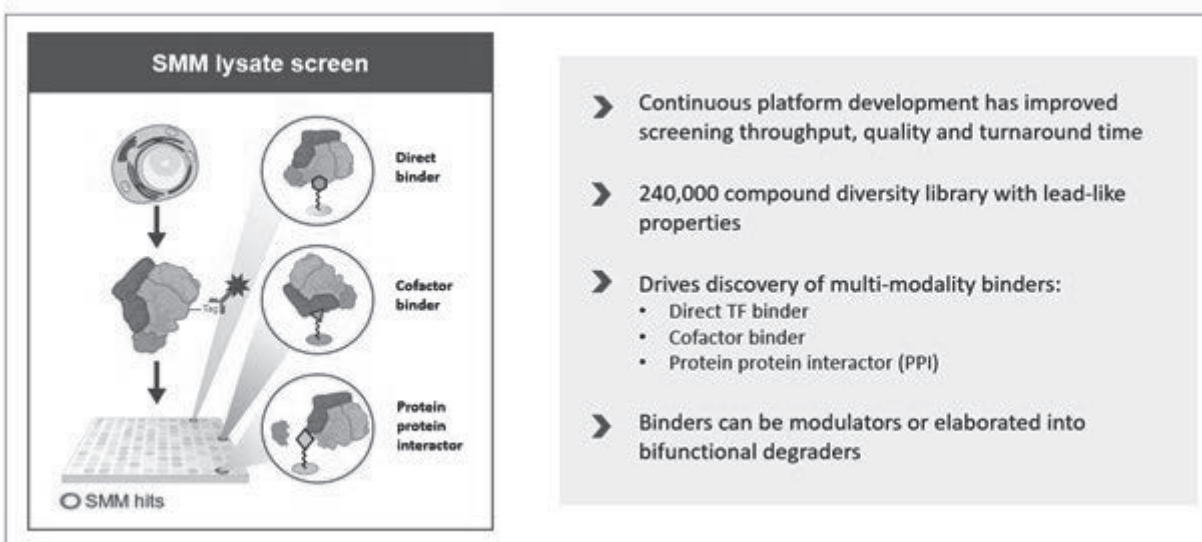 SMM lysate screen
Direct
binder
Tag
Cofactor
binder
Protein
protein
interactor
SMM hits
Continuous platform development has improved
screening throughput, quality and turnaround time
240,000 compound diversity library with lead-like
properties
Drives discovery of multi-modality binders:
• Direct TF binder
• Cofactor binder
• Protein protein interactor (PPI)
Binders can be modulators or elaborated into
bifunctional degraders